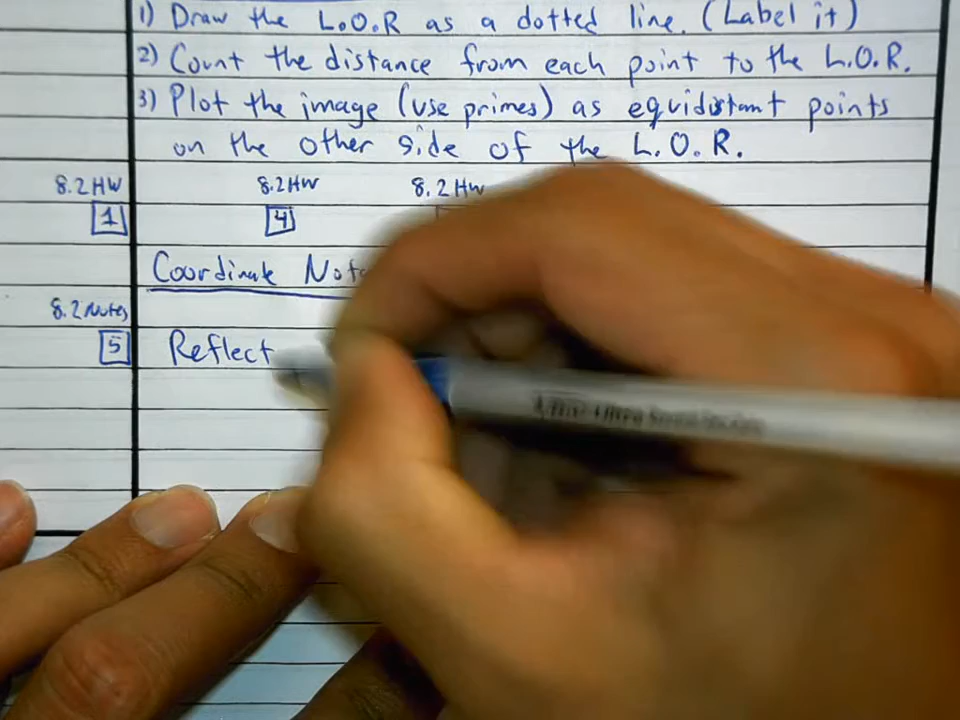 1) Draw the L.O.R as a dotted line. (Label it)
2) Count the distance from each point to the L.O.R.
3) Plot the image (use primes) as equidistant points
on the other side of the L.O.R.
8.2 HW 8.2 HW 8.2 HW
1 4
Coordinate
8.2 Notes
5 Reflect